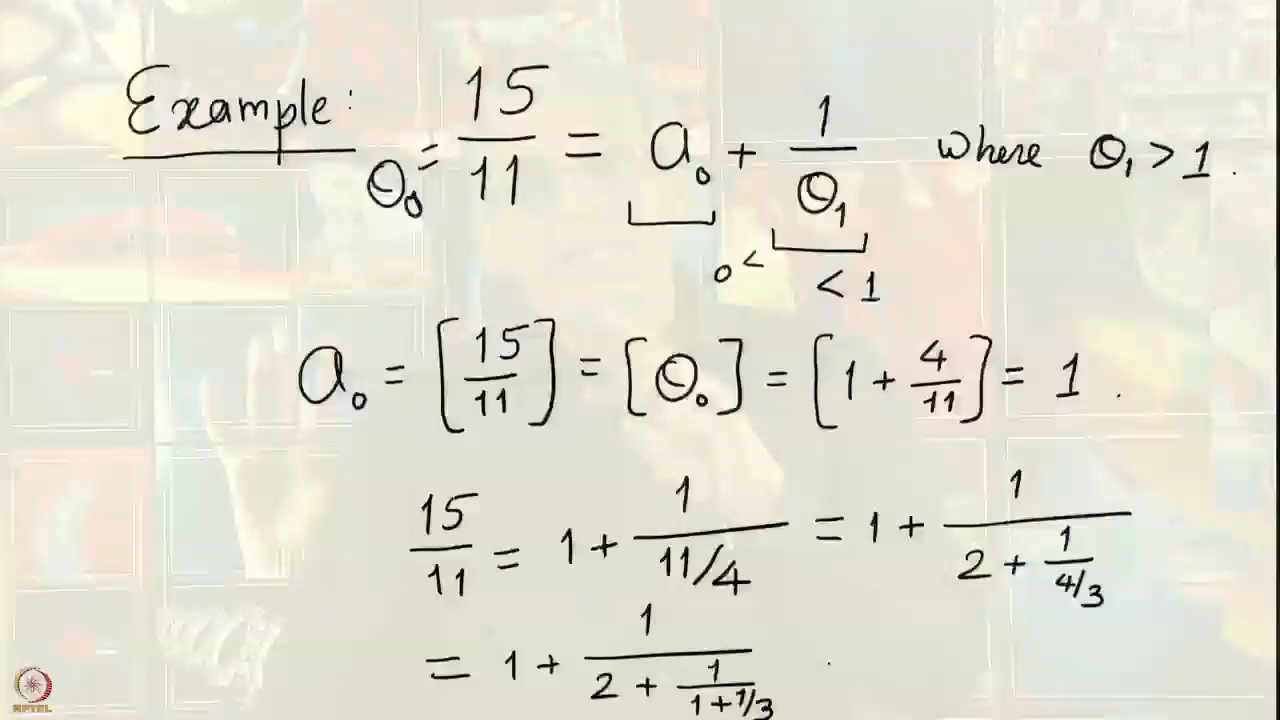 Example: θ₀ = 15/11 = a₀ + 1/θ₁ where θ₁ > 1.
0 < < 1
a₀ = [15/11] = [θ₀] = [1 + 4/11] = 1.
15/11 = 1 + 1/(11/4) = 1 + 1/(2 + 1/(4/3))
= 1 + 1/(2 + 1/(1+1/3))
NPTEL